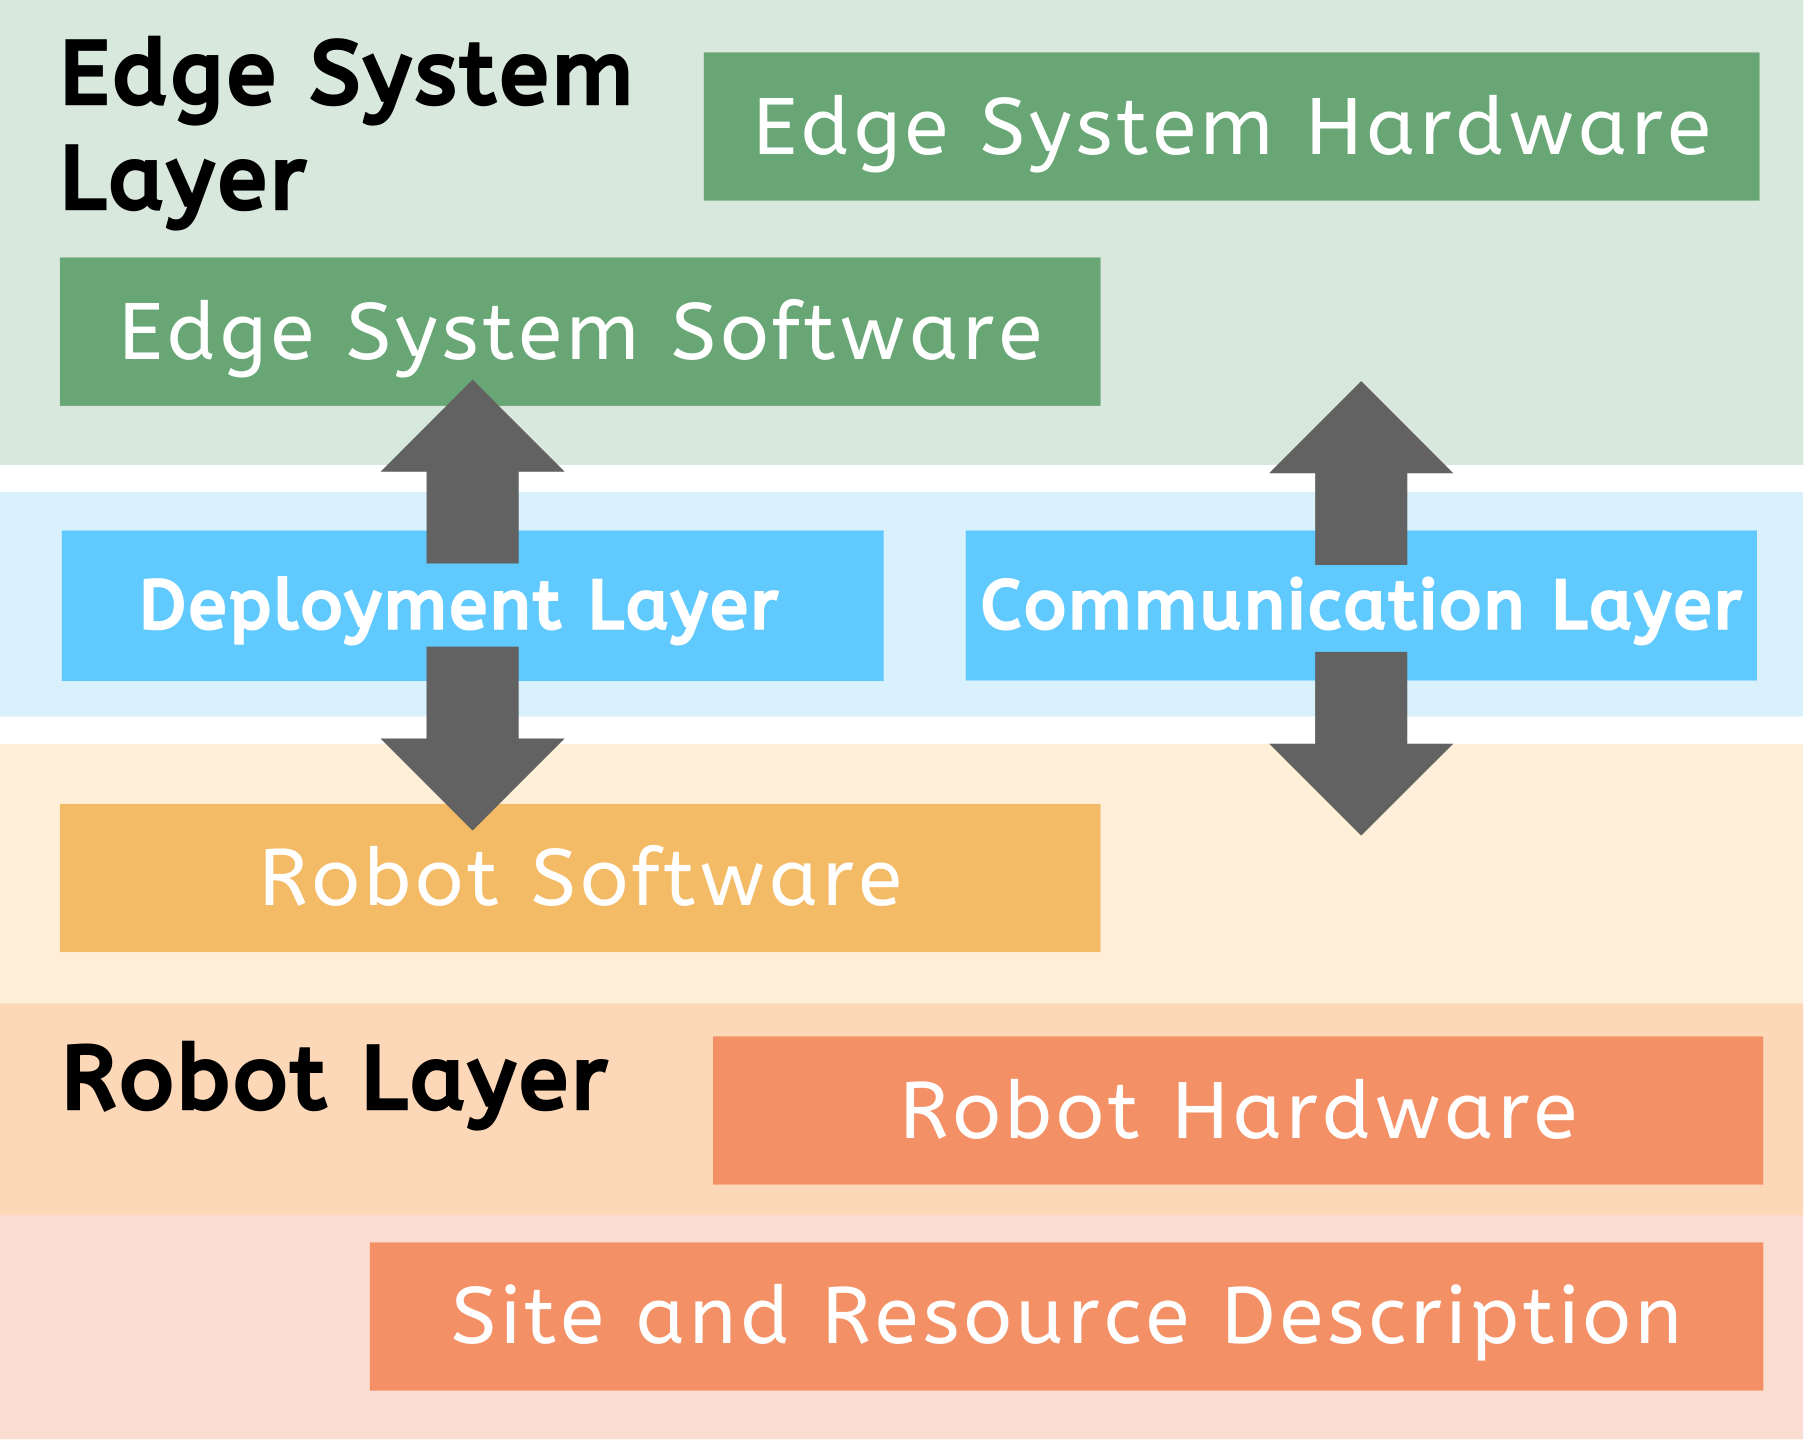 Edge System
Layer
Edge System Hardware
Edge System Software
Deployment Layer
Communication Layer
Robot Software
Robot Layer
Robot Hardware
Site and Resource Description